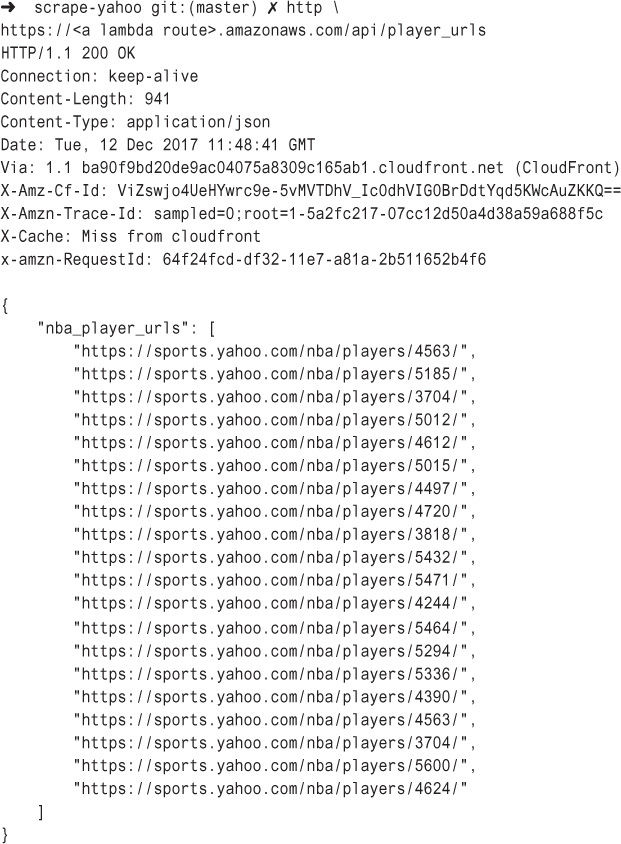 ➜  scrape-yahoo git:(master) ✗ http \
https://<a lambda route>.amazonaws.com/api/player_urls
HTTP/1.1 200 OK
Connection: keep-alive
Content-Length: 941
Content-Type: application/json
Date: Tue, 12 Dec 2017 11:48:41 GMT
Via: 1.1 ba90f9bd20de9ac04075a8309c165ab1.cloudfront.net (CloudFront)
X-Amz-Cf-Id: ViZswjo4UeHYwrc9e-5vMVTDhV_Ic0dhVIG0BrDdtYqd5KWcAuZKKQ==
X-Amzn-Trace-Id: sampled=0;root=1-5a2fc217-07cc12d50a4d38a59a688f5c
X-Cache: Miss from cloudfront
x-amzn-RequestId: 64f24fcd-df32-11e7-a81a-2b511652b4f6

{
    "nba_player_urls": [
        "https://sports.yahoo.com/nba/players/4563/",
        "https://sports.yahoo.com/nba/players/5185/",
        "https://sports.yahoo.com/nba/players/3704/",
        "https://sports.yahoo.com/nba/players/5012/",
        "https://sports.yahoo.com/nba/players/4612/",
        "https://sports.yahoo.com/nba/players/5015/",
        "https://sports.yahoo.com/nba/players/4497/",
        "https://sports.yahoo.com/nba/players/4720/",
        "https://sports.yahoo.com/nba/players/3818/",
        "https://sports.yahoo.com/nba/players/5432/",
        "https://sports.yahoo.com/nba/players/5471/",
        "https://sports.yahoo.com/nba/players/4244/",
        "https://sports.yahoo.com/nba/players/5464/",
        "https://sports.yahoo.com/nba/players/5294/",
        "https://sports.yahoo.com/nba/players/5336/",
        "https://sports.yahoo.com/nba/players/4390/",
        "https://sports.yahoo.com/nba/players/4563/",
        "https://sports.yahoo.com/nba/players/3704/",
        "https://sports.yahoo.com/nba/players/5600/",
        "https://sports.yahoo.com/nba/players/4624/"
    ]
}